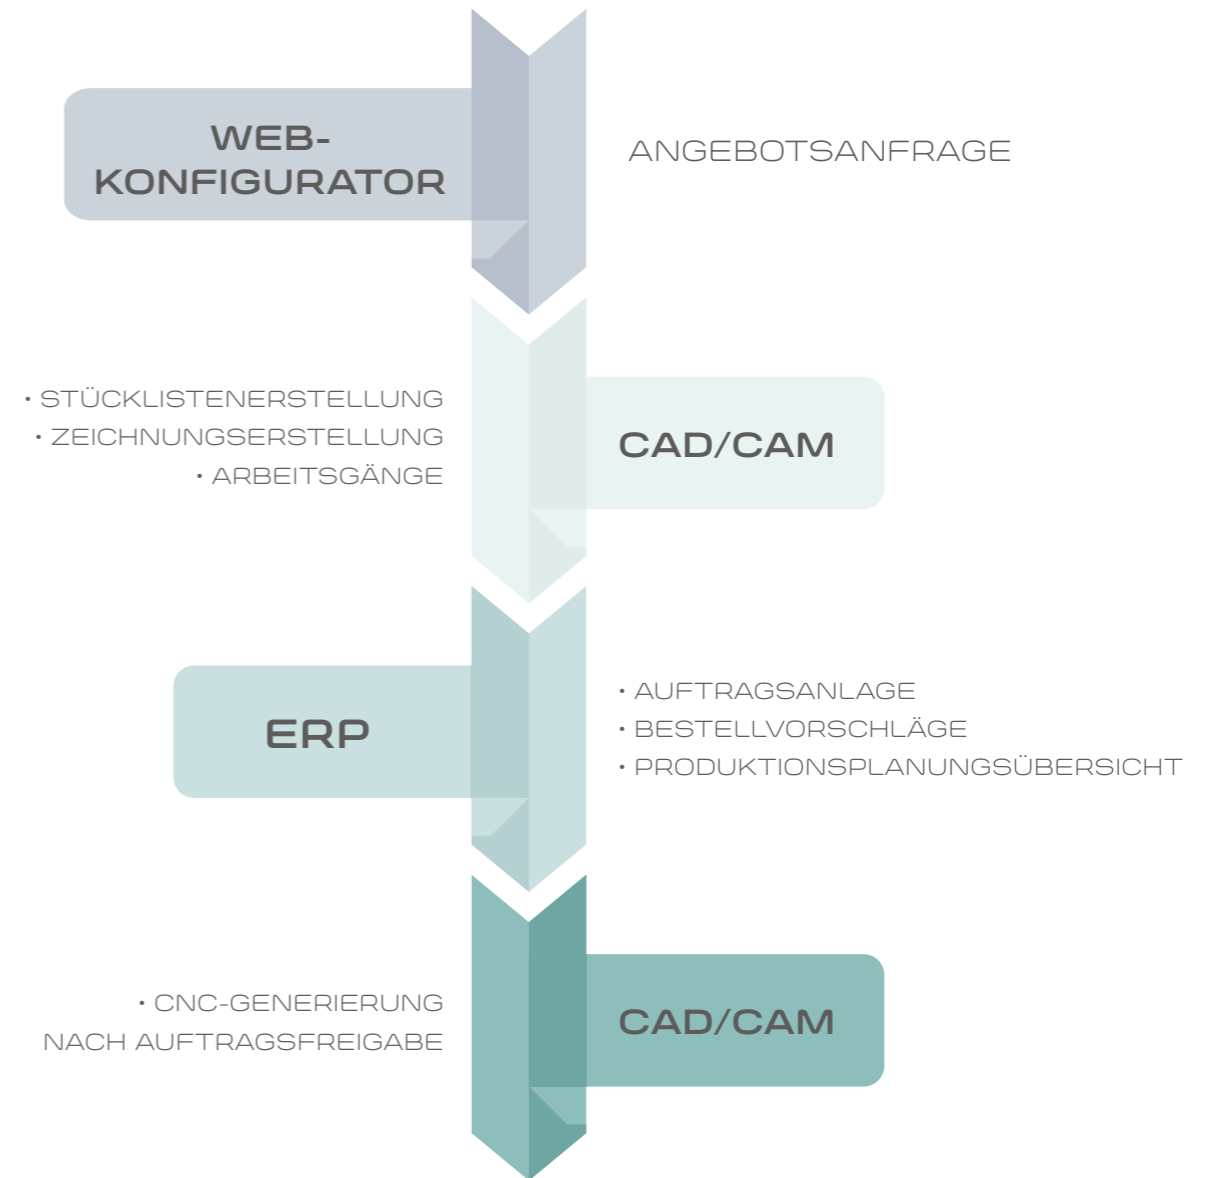 WEB-
KONFIGURATOR
ANGEBOTSANFRAGE
• STÜCKLISTENERSTELLUNG
• ZEICHNUNGSERSTELLUNG
• ARBEITSGÄNGE
CAD/CAM
ERP
• AUFTRAGSANLAGE
• BESTELLVORSCHLÄGE
• PRODUKTIONSPLANUNGSÜBERSICHT
• CNC-GENERIERUNG
NACH AUFTRAGSFREIGABE
CAD/CAM